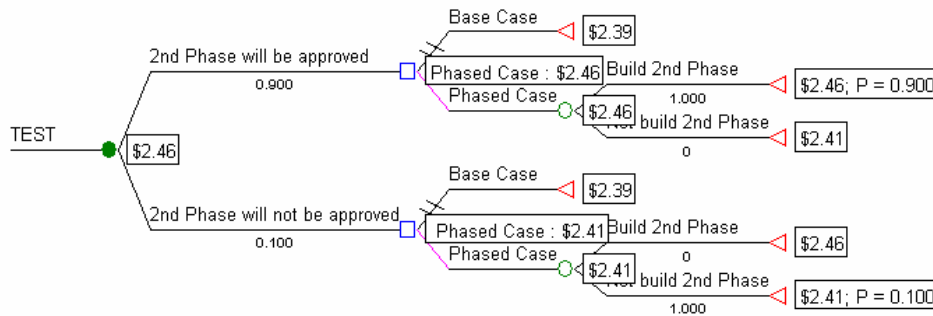 Base Case
$2.39
2nd Phase will be approved
0.900
Phased Case : $2.46
Build 2nd Phase
1.000
$2.46; P = 0.900
Phased Case
$2.46
build 2nd Phase
0
$2.41
TEST
$2.46
Base Case
$2.39
2nd Phase will not be approved
0.100
Phased Case : $2.41
Build 2nd Phase
0
$2.46
Phased Case
$2.41
build 2nd Phase
1.000
$2.41; P = 0.100